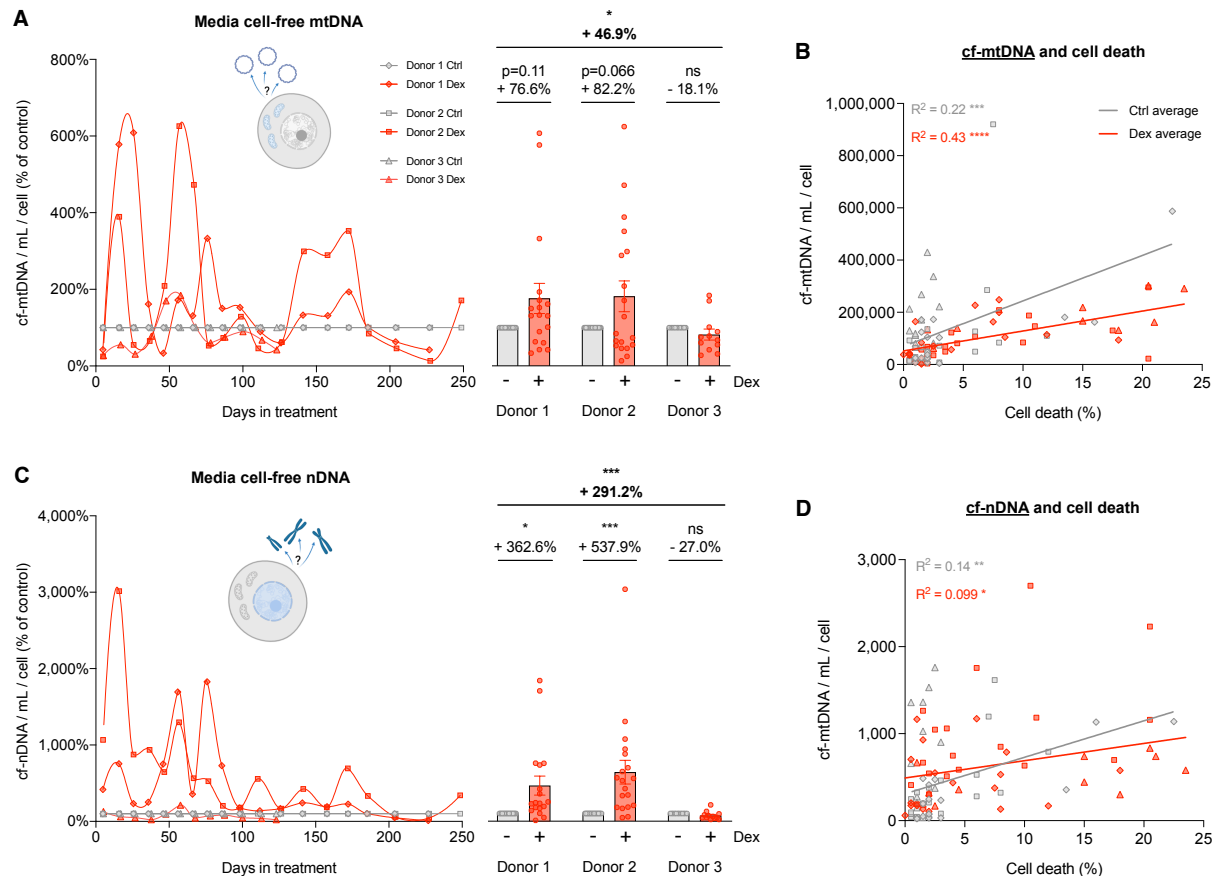 A
Media cell-free mtDNA
cf-mtDNA / mL / cell (% of control)
800%
600%
400%
200%
0%
0
50
100
150
200
250
Days in treatment
?
Donor 1 Ctrl
Donor 1 Dex
Donor 2 Ctrl
Donor 2 Dex
Donor 3 Ctrl
Donor 3 Dex
*
+ 46.9%
p=0.11
+ 76.6%
p=0.066
+ 82.2%
ns
- 18.1%
- + - + - + Dex
Donor 1 Donor 2 Donor 3
B
cf-mtDNA and cell death
cf-mtDNA / mL / cell
1,000,000
800,000
600,000
400,000
200,000
0
R² = 0.22 ***
R² = 0.43 ****
Ctrl average
Dex average
0 5 10 15 20 25
Cell death (%)
C
Media cell-free nDNA
cf-nDNA / mL / cell (% of control)
4,000%
3,000%
2,000%
1,000%
0%
0 50 100 150 200 250
Days in treatment
?
***
+ 291.2%
*
+ 362.6%
***
+ 537.9%
ns
- 27.0%
- + - + - + Dex
Donor 1 Donor 2 Donor 3
D
cf-nDNA and cell death
cf-mtDNA / mL / cell
3,000
2,000
1,000
0
R² = 0.14 **
R² = 0.099 *
0 5 10 15 20 25
Cell death (%)